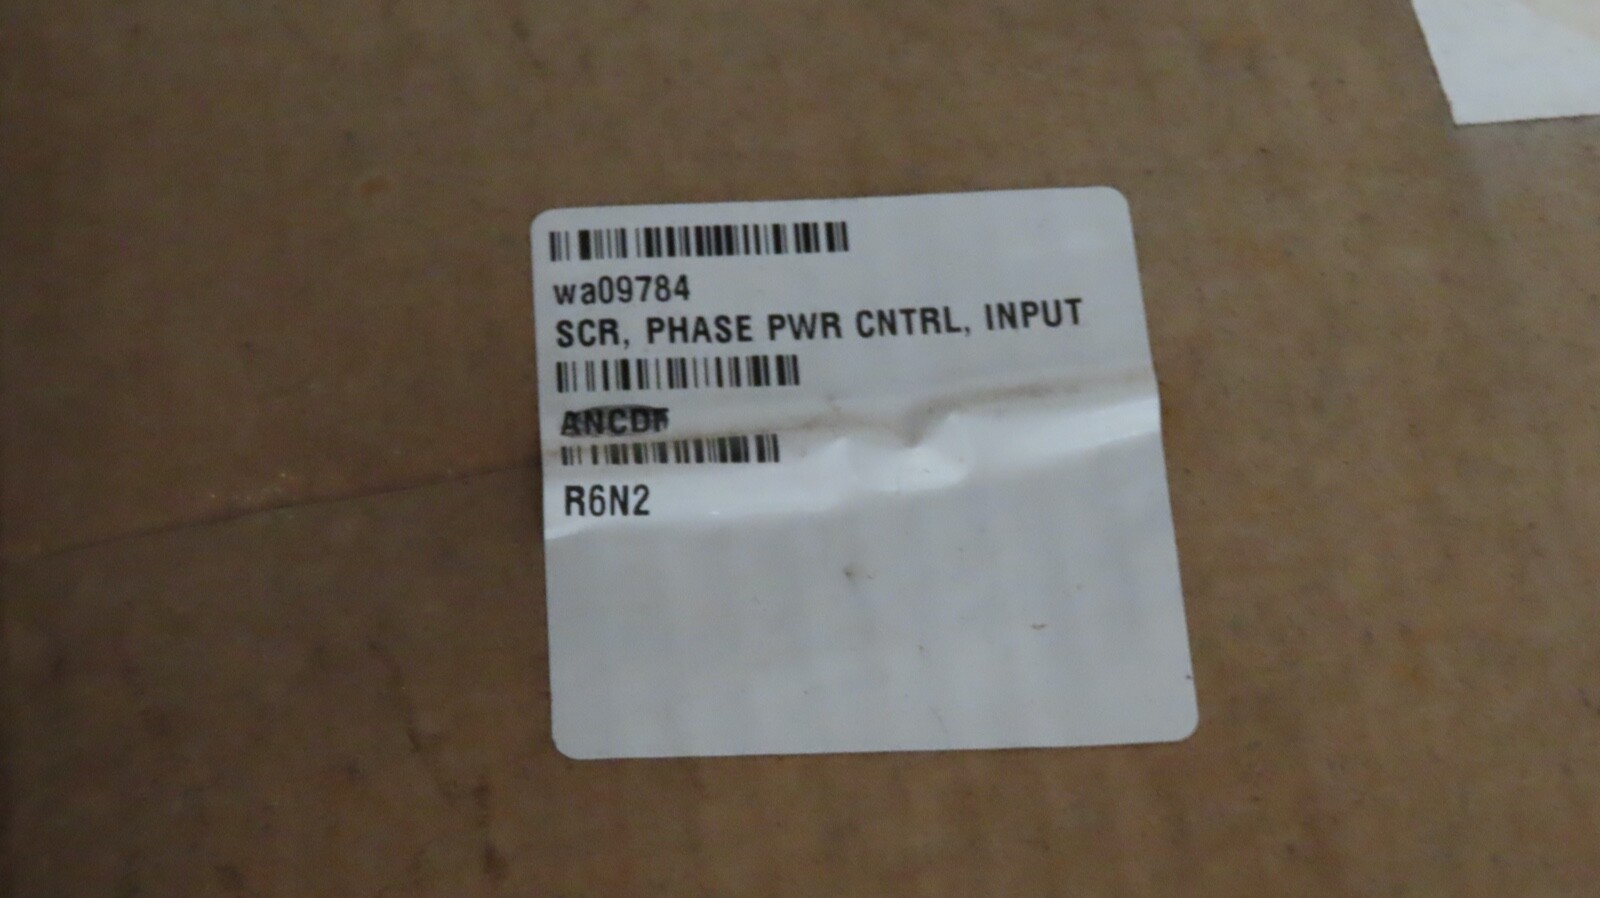 wa09784
SCR, PHASE PWR CNTRL, INPUT
ANCDF
R6N2